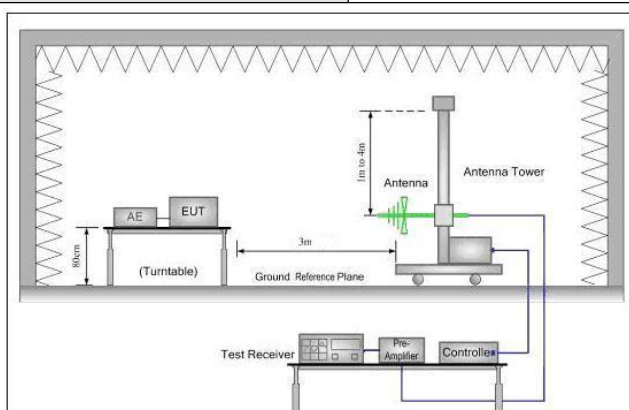 1m to 4m
Antenna
Antenna Tower
AE
EUT
80cm
(Turntable)
3m
Ground Reference Plane
Test Receiver
Pre-
Amplifier
Controller